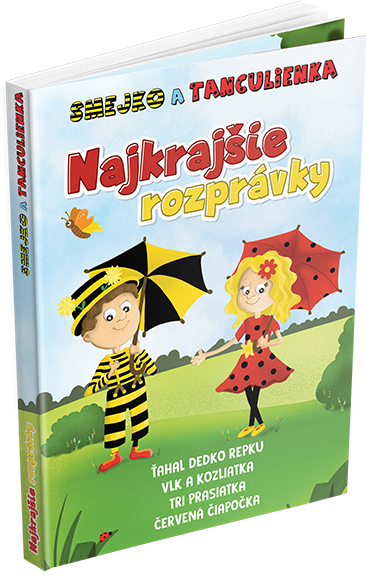 SMEJKO A TANCULIENKA
Najkrajšie
rozprávky
ŤAHAL DEDKO REPKU
VLK A KOZLIATKA
TRI PRASIATKA
ČERVENÁ ČIAPOČKA
SMEJKO A TANCULIENKA
Najkrajšie rozprávky